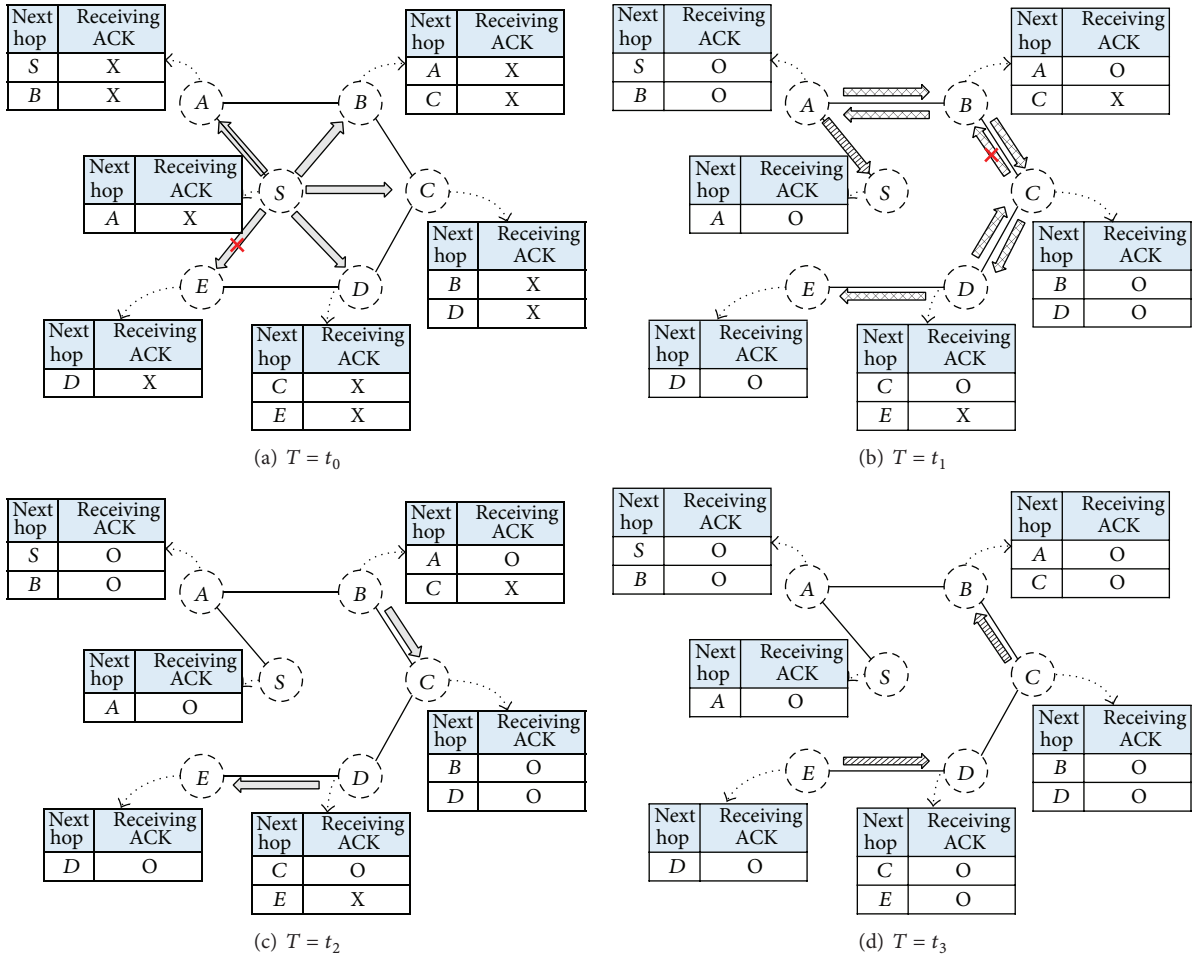 Next hop Receiving ACK
S X
B X
Next hop Receiving ACK
A X
C X
A
B
Next hop Receiving ACK
A X
S
C
Next hop Receiving ACK
B X
D X
E
D
Next hop Receiving ACK
D X
Next hop Receiving ACK
C X
E X
(a) T = t0
Next hop Receiving ACK
S O
B O
Next hop Receiving ACK
A O
C X
A
B
Next hop Receiving ACK
A O
S
C
Next hop Receiving ACK
B O
D O
E
D
Next hop Receiving ACK
D O
Next hop Receiving ACK
C O
E X
(b) T = t1
Next hop Receiving ACK
S O
B O
Next hop Receiving ACK
A O
C X
A
B
Next hop Receiving ACK
A O
S
C
Next hop Receiving ACK
B O
D O
E
D
Next hop Receiving ACK
D O
Next hop Receiving ACK
C O
E X
(c) T = t2
Next hop Receiving ACK
S O
B O
Next hop Receiving ACK
A O
C O
A
B
Next hop Receiving ACK
A O
S
C
Next hop Receiving ACK
B O
D O
E
D
Next hop Receiving ACK
D O
Next hop Receiving ACK
C O
E O
(d) T = t3